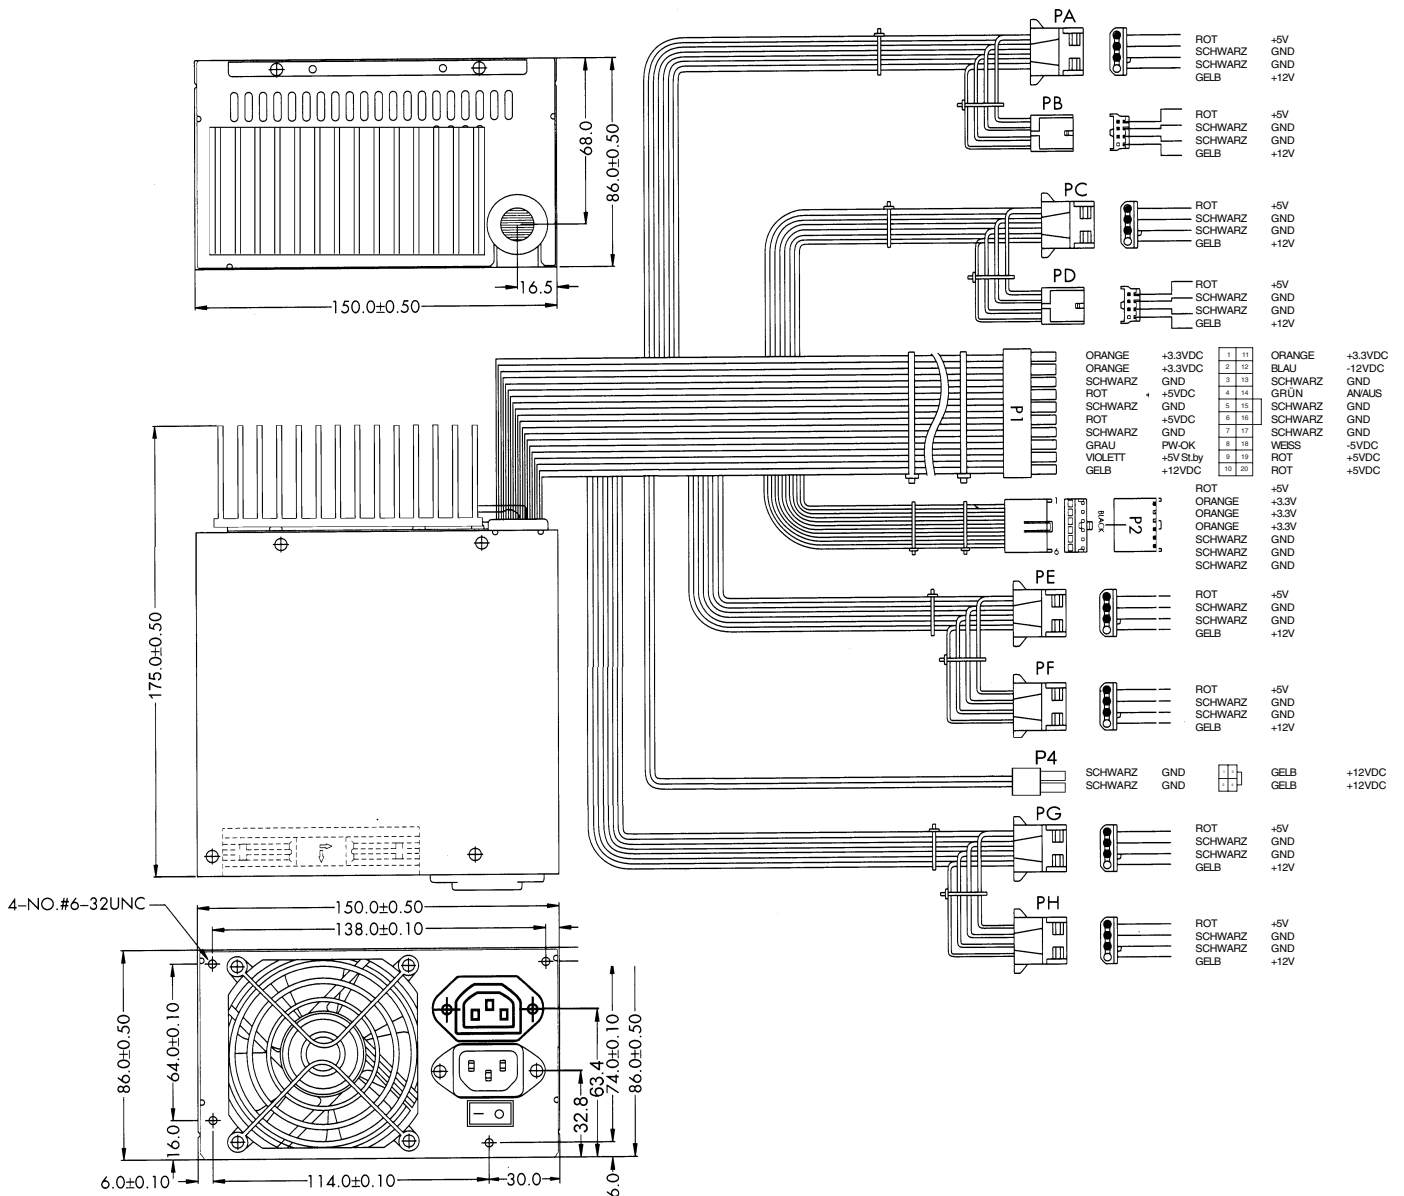 PA
ROT +5V
SCHWARZ GND
SCHWARZ GND
GELB +12V
PB
ROT +5V
SCHWARZ GND
SCHWARZ GND
GELB +12V
68.0
86.0±0.50
16.5
150.0±0.50
PC
ROT +5V
SCHWARZ GND
SCHWARZ GND
GELB +12V
PD
ROT +5V
SCHWARZ GND
SCHWARZ GND
GELB +12V
P1
ORANGE +3.3VDC 1 11 ORANGE +3.3VDC
ORANGE +3.3VDC 2 12 BLAU -12VDC
SCHWARZ GND 3 13 SCHWARZ GND
ROT +5VDC 4 14 GRÜN AN/AUS
SCHWARZ GND 5 15 SCHWARZ GND
ROT +5VDC 6 16 SCHWARZ GND
SCHWARZ GND 7 17 SCHWARZ GND
GRAU PW-OK 8 18 WEISS -5VDC
VIOLETT +5V St.by 9 19 ROT +5VDC
GELB +12VDC 10 20 ROT +5VDC
1
6
BLACK
P2
ROT +5V
ORANGE +3.3V
ORANGE +3.3V
ORANGE +3.3V
SCHWARZ GND
SCHWARZ GND
SCHWARZ GND
175.0±0.50
PE
ROT +5V
SCHWARZ GND
SCHWARZ GND
GELB +12V
PF
ROT +5V
SCHWARZ GND
SCHWARZ GND
GELB +12V
P4
SCHWARZ GND GELB +12VDC
SCHWARZ GND GELB +12VDC
PG
ROT +5V
SCHWARZ GND
SCHWARZ GND
GELB +12V
PH
ROT +5V
SCHWARZ GND
SCHWARZ GND
GELB +12V
4-NO.#6-32UNC
150.0±0.50
138.0±0.10
86.0±0.50
64.0±0.10
16.0
32.8
63.4
74.0±0.10
86.0±0.50
6.0±0.10
114.0±0.10
30.0
6.0